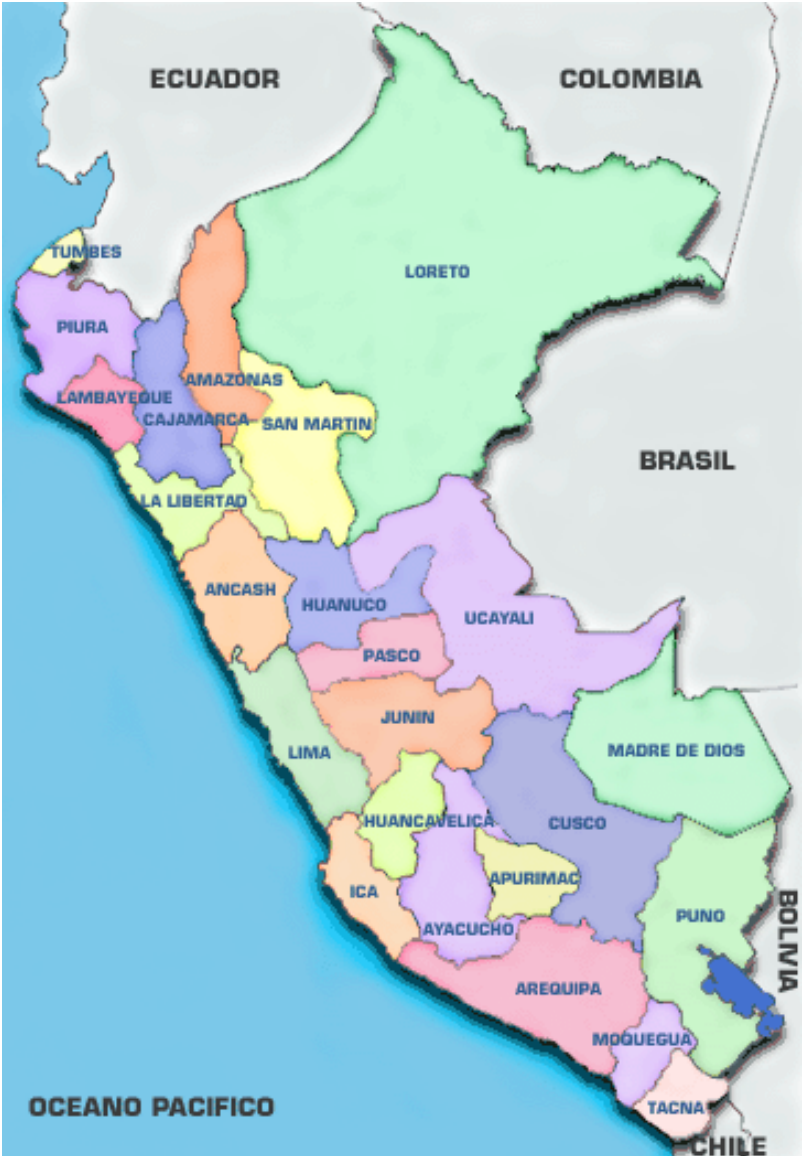 ECUADOR
COLOMBIA
TUMBES
LORETO
PIURA
AMAZONAS
LAMBAYEQUE
CAJAMARCA
SAN MARTIN
BRASIL
LA LIBERTAD
ANCASH
HUANUCO
UCAYALI
PASCO
JUNIN
LIMA
MADRE DE DIOS
HUANCAVELICA
CUSCO
APURIMAC
ICA
PUNO
AYACUCHO
BOLIVIA
AREQUIPA
MOQUEGUA
OCEANO PACIFICO
TACNA
CHILE